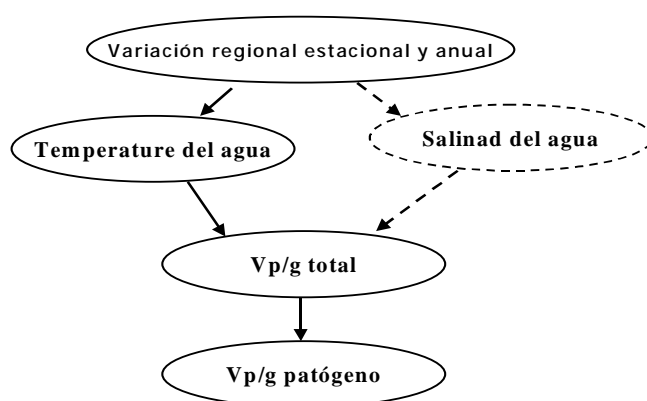 Variación regional estacional y anual
Temperature del agua
Salinad del agua
Vp/g total
Vp/g patógeno